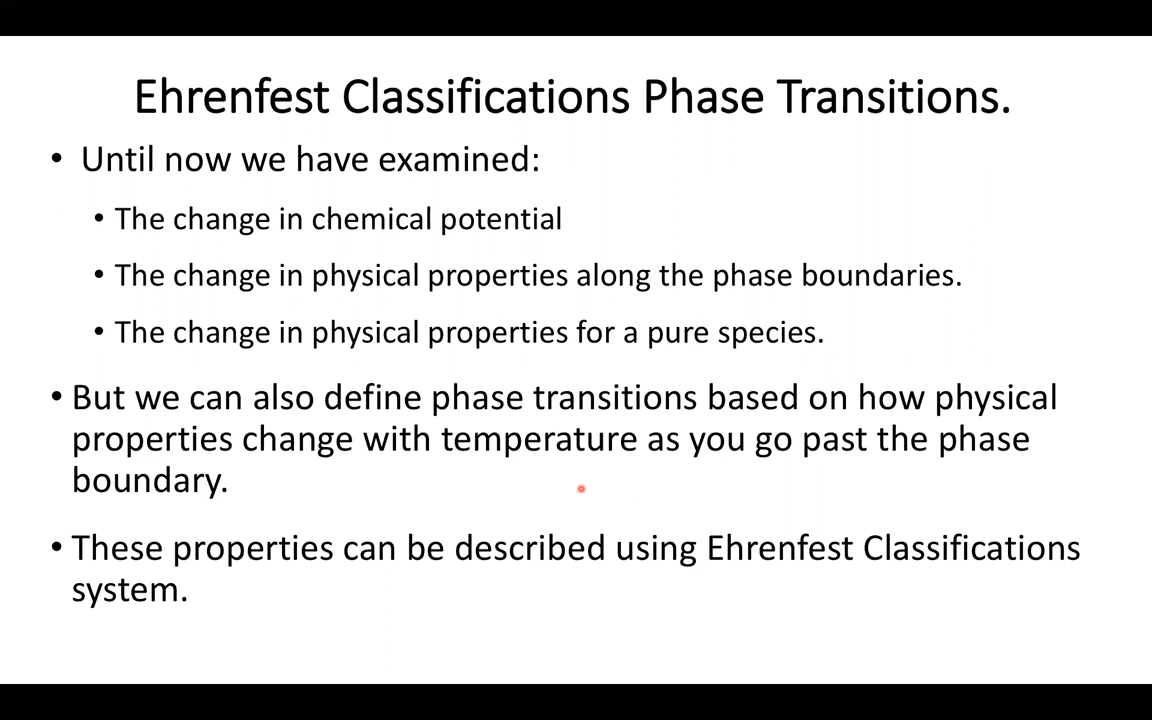 Ehrenfest Classifications Phase Transitions.
• Until now we have examined:
• The change in chemical potential
• The change in physical properties along the phase boundaries.
• The change in physical properties for a pure species.
• But we can also define phase transitions based on how physical
properties change with temperature as you go past the phase
boundary.
• These properties can be described using Ehrenfest Classifications
system.